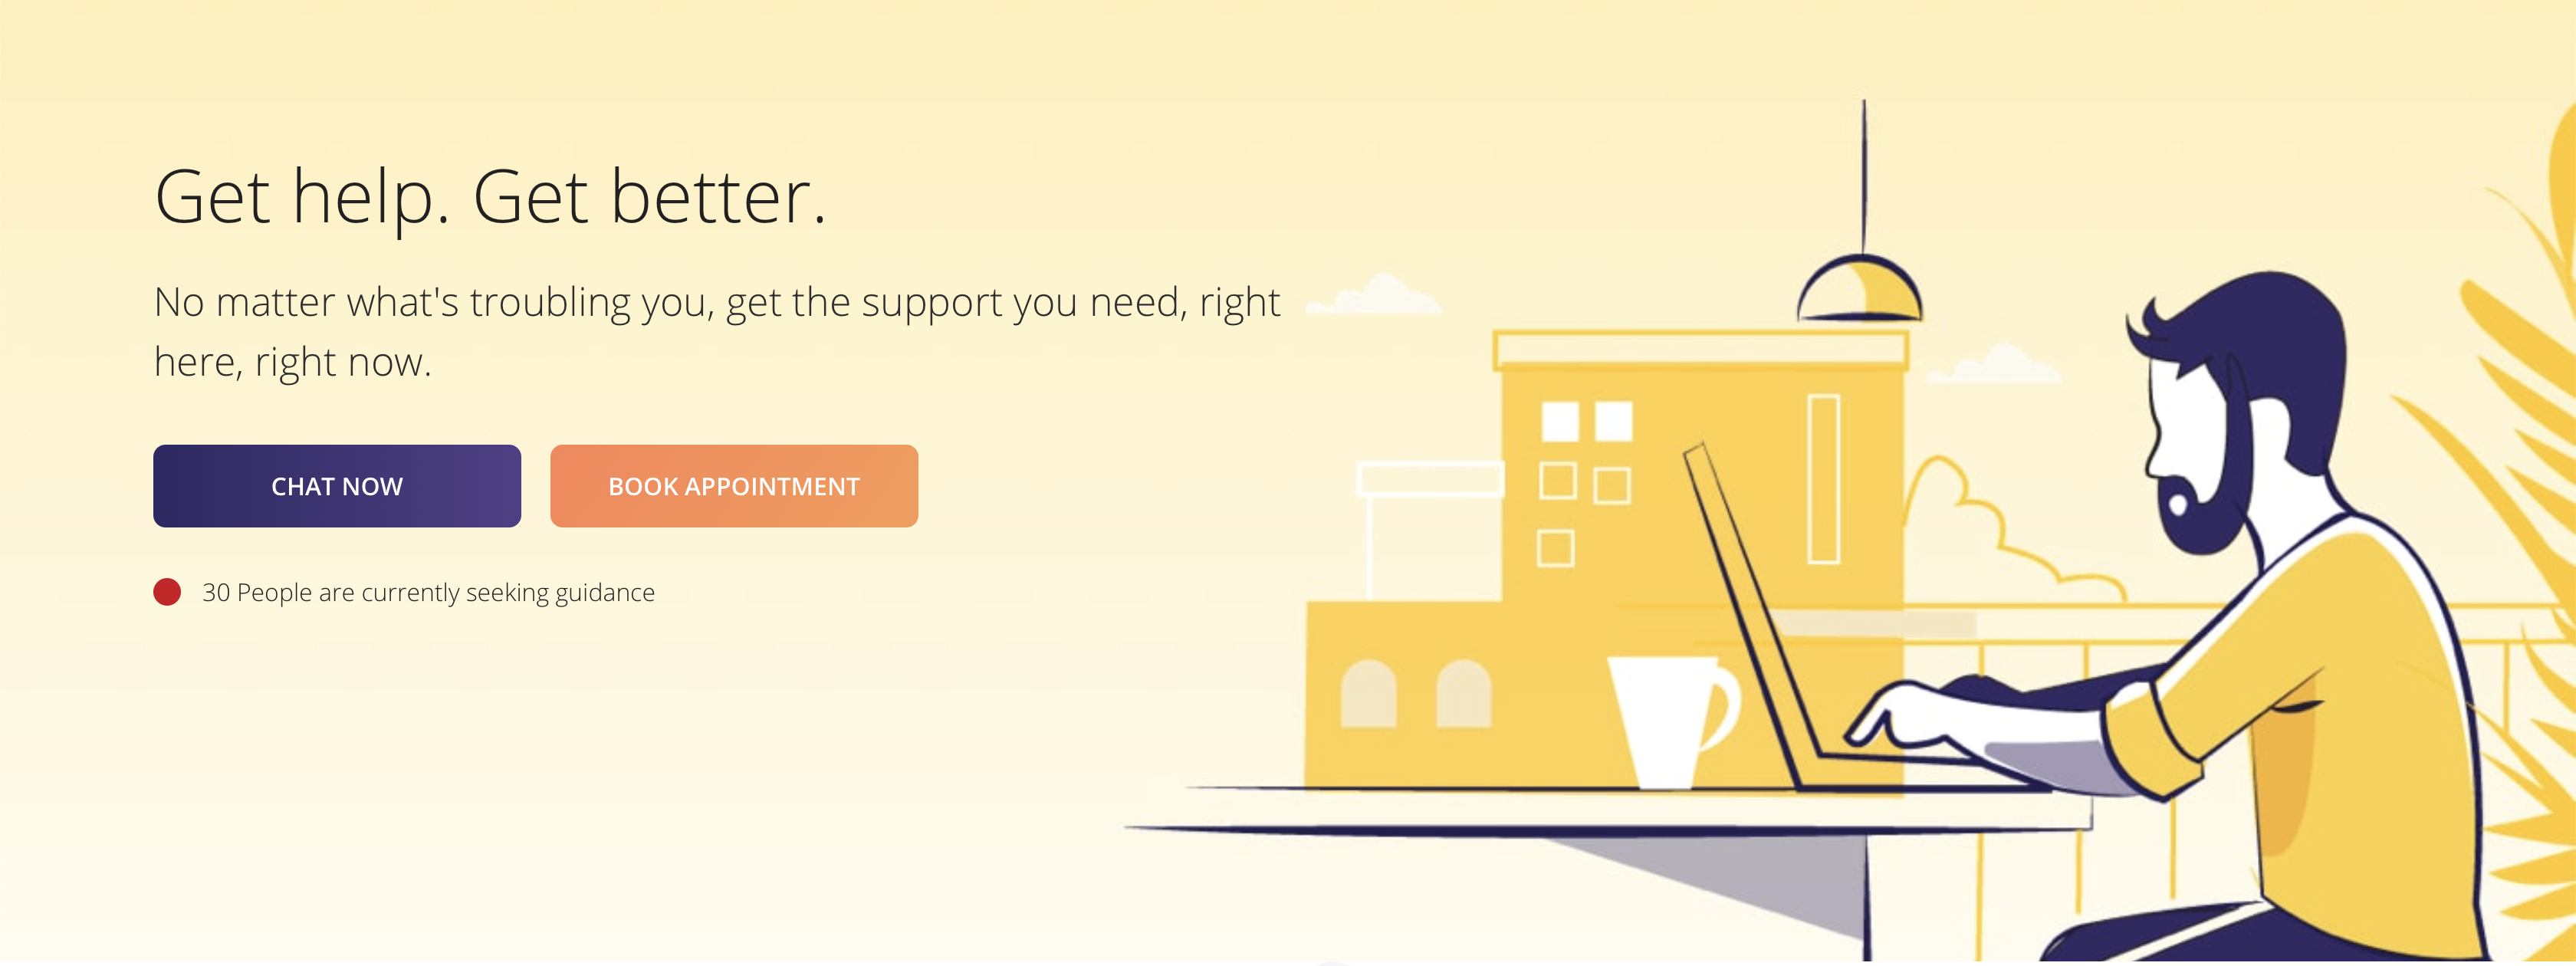 Get help. Get better.
No matter what's troubling you, get the support you need, right
here, right now.
CHAT NOW
BOOK APPOINTMENT
30 People are currently seeking guidance